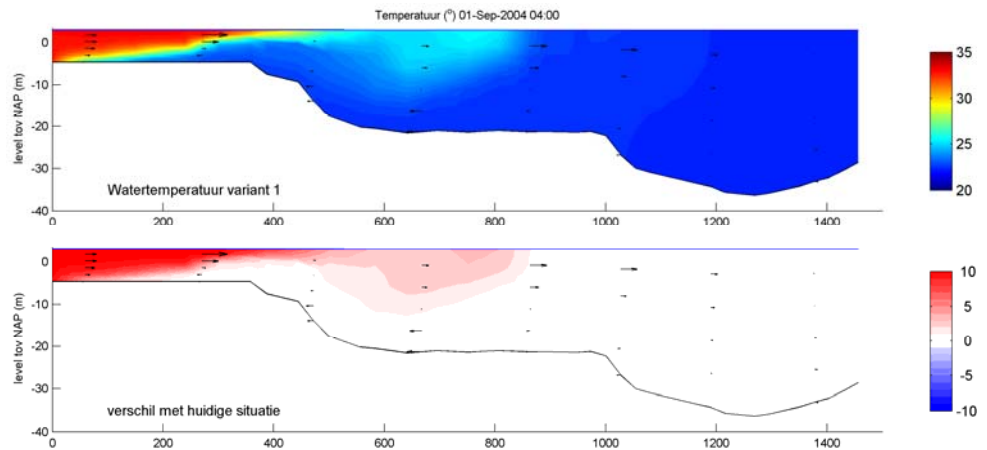 Temperatuur (°) 01-Sep-2004 04:00
level tov NAP (m)
0
-10
-20
-30
-40
Watertemperatuur variant 1
0 200 400 600 800 1000 1200 1400
35
30
25
20
level tov NAP (m)
0
-10
-20
-30
-40
verschil met huidige situatie
0 200 400 600 800 1000 1200 1400
10
5
0
-5
-10